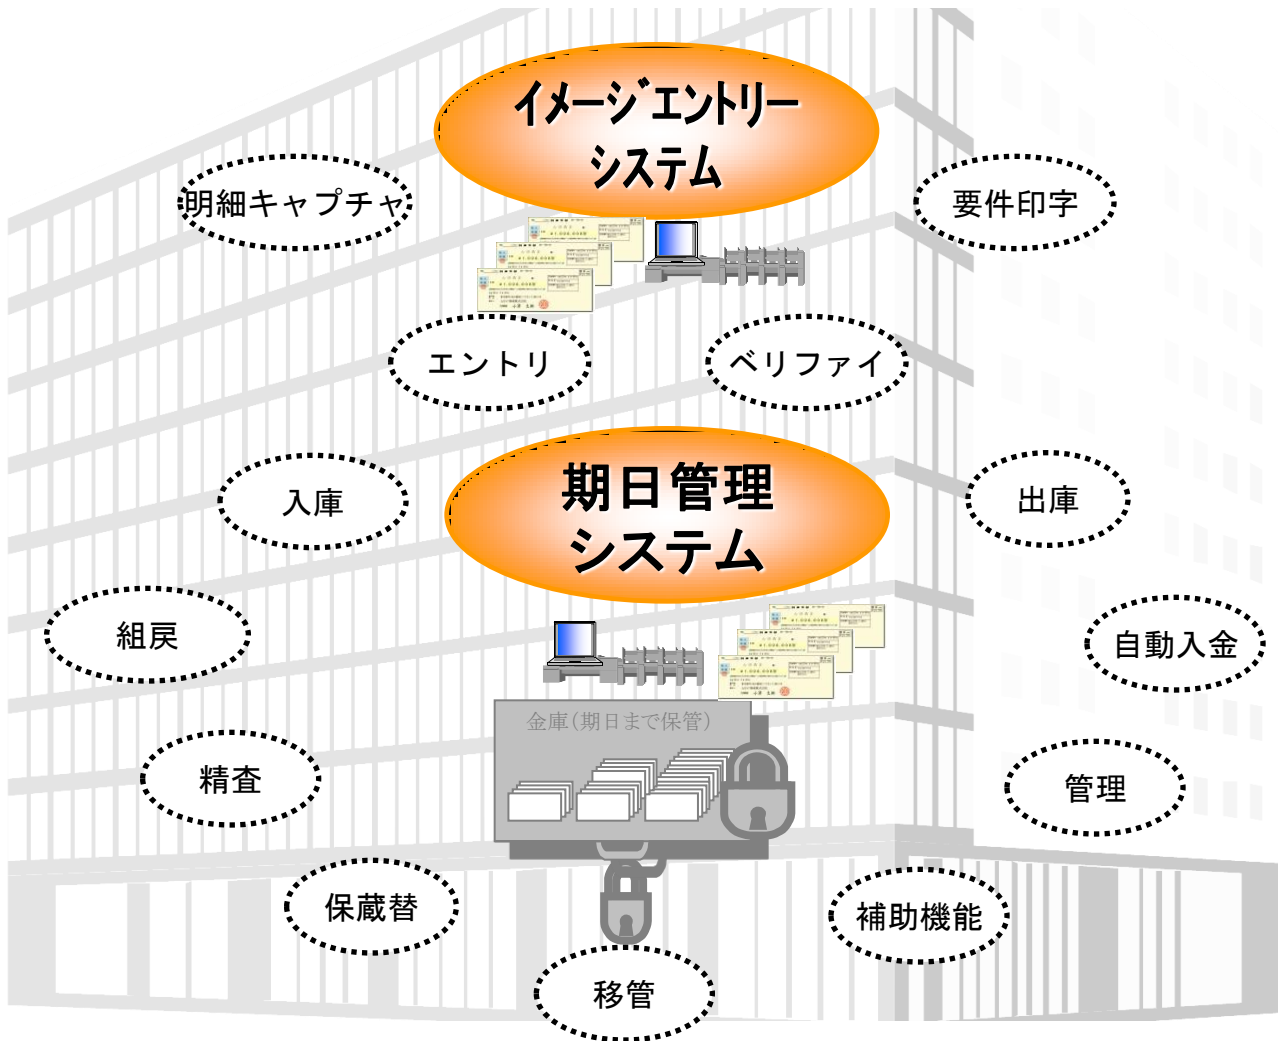 イメージエントリー
システム
明細キャプチャ
要件印字
エントリ
ベリファイ
期日管理
システム
入庫
出庫
組戻
自動入金
金庫（期日まで保管）
精査
管理
保蔵替
補助機能
移管